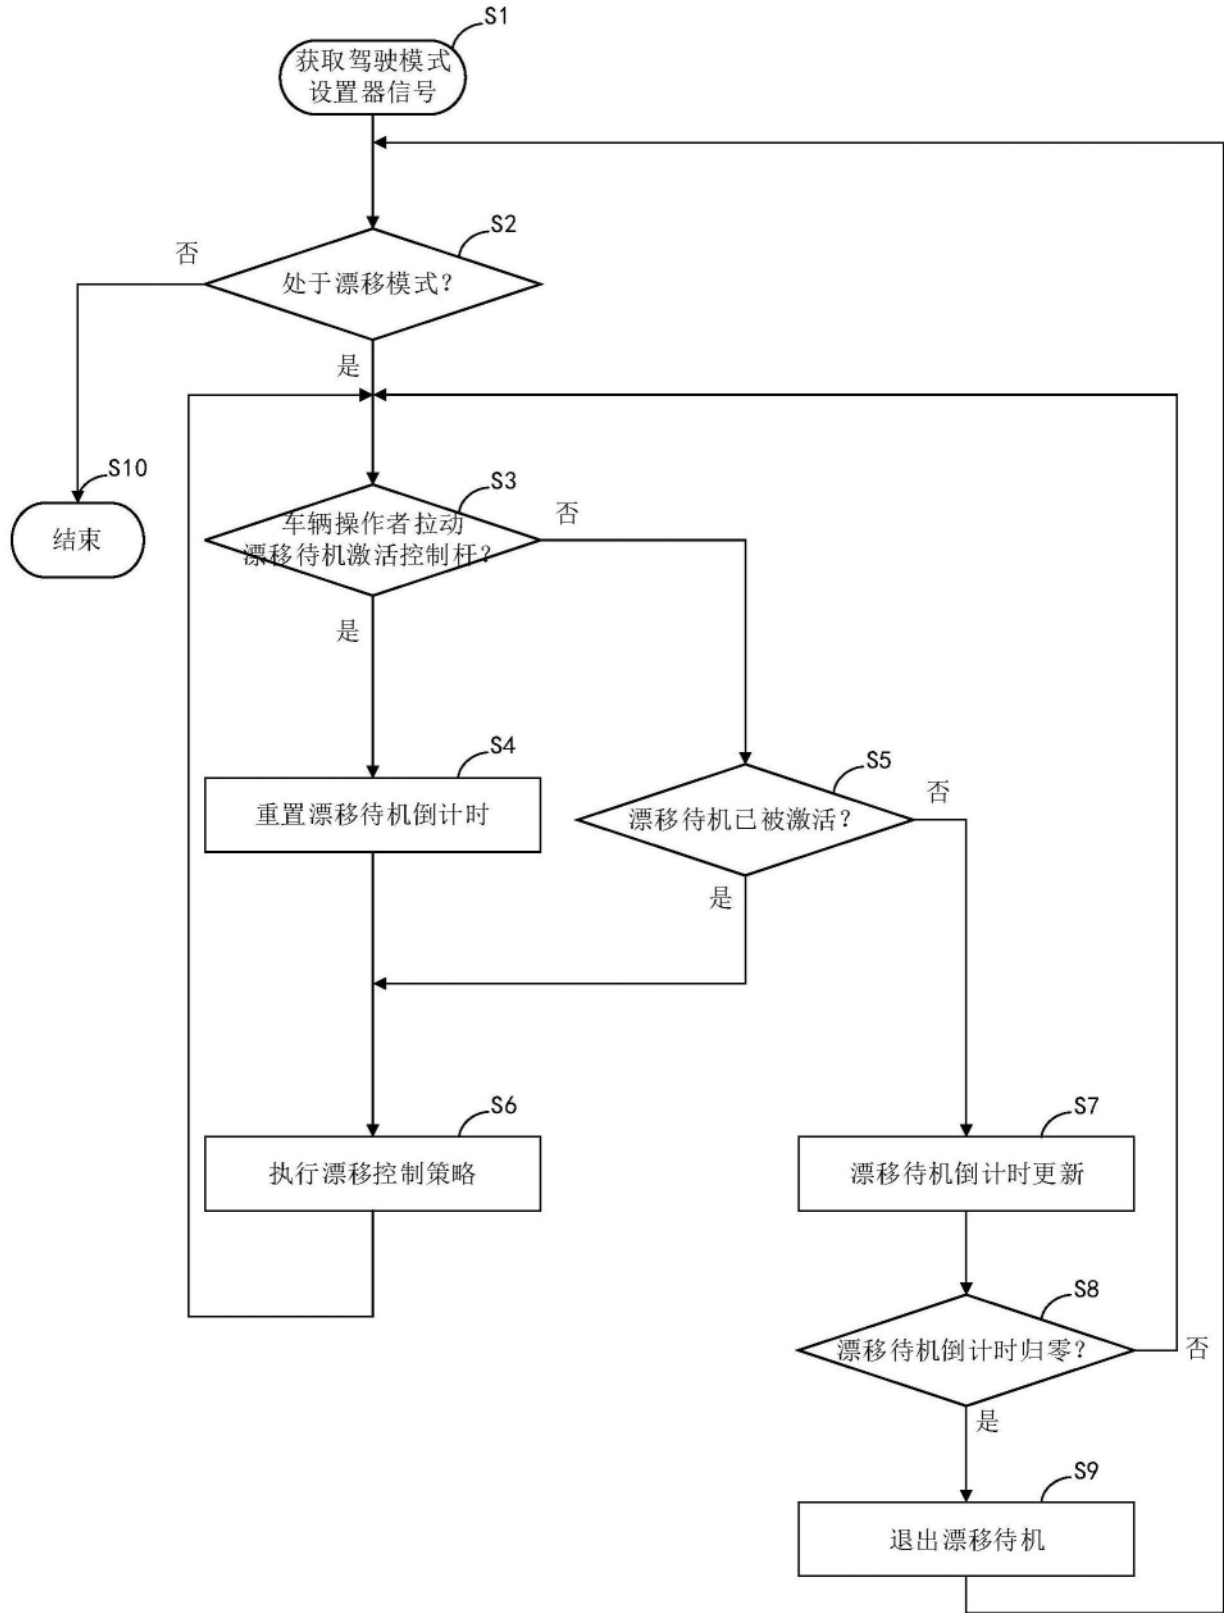 S1
获取驾驶模式
设置器信号
S2
否
处于漂移模式？
是
S10
结束
S3
否
车辆操作者拉动
漂移待机激活控制杆？
是
S4
重置漂移待机倒计时
S5
否
漂移待机已被激活？
是
S6
执行漂移控制策略
S7
漂移待机倒计时更新
S8
漂移待机倒计时归零？
否
是
S9
退出漂移待机